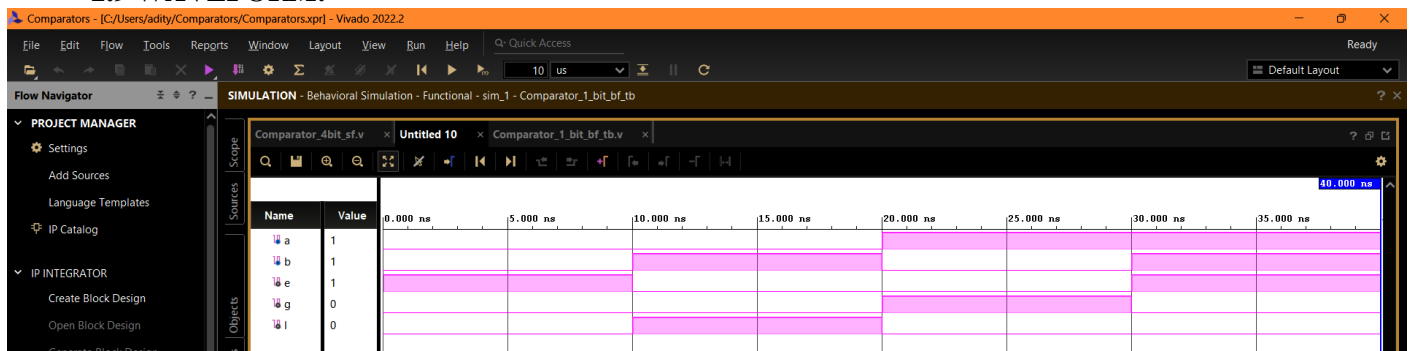 Comparators - [C:/Users/adity/Comparators/Comparators.xpr] - Vivado 2022.2
File Edit Flow Tools Reports Window Layout View Run Help Quick Access Ready
10 us Default Layout
Flow Navigator ? SIMULATION - Behavioral Simulation - Functional - sim_1 - Comparator_1_bit_bf_tb ? ×
PROJECT MANAGER
Settings
Add Sources
Language Templates
IP Catalog
IP INTEGRATOR
Create Block Design
Open Block Design
Scope
Sources
Objects
Comparator_4bit_sf.v × Untitled 10 × Comparator_1_bit_bf_tb.v × ?
40.000 ns
Name Value 0.000 ns 5.000 ns 10.000 ns 15.000 ns 20.000 ns 25.000 ns 30.000 ns 35.000 ns
a 1
b 1
e 1
g 0
l 0